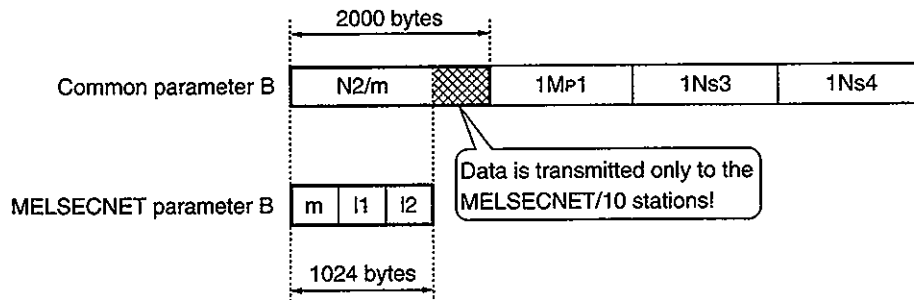 2000 bytes
Common parameter B N2/m 1MP1 1Ns3 1Ns4
Data is transmitted only to the
MELSECNET/10 stations!
MELSECNET parameter B m l1 l2
1024 bytes